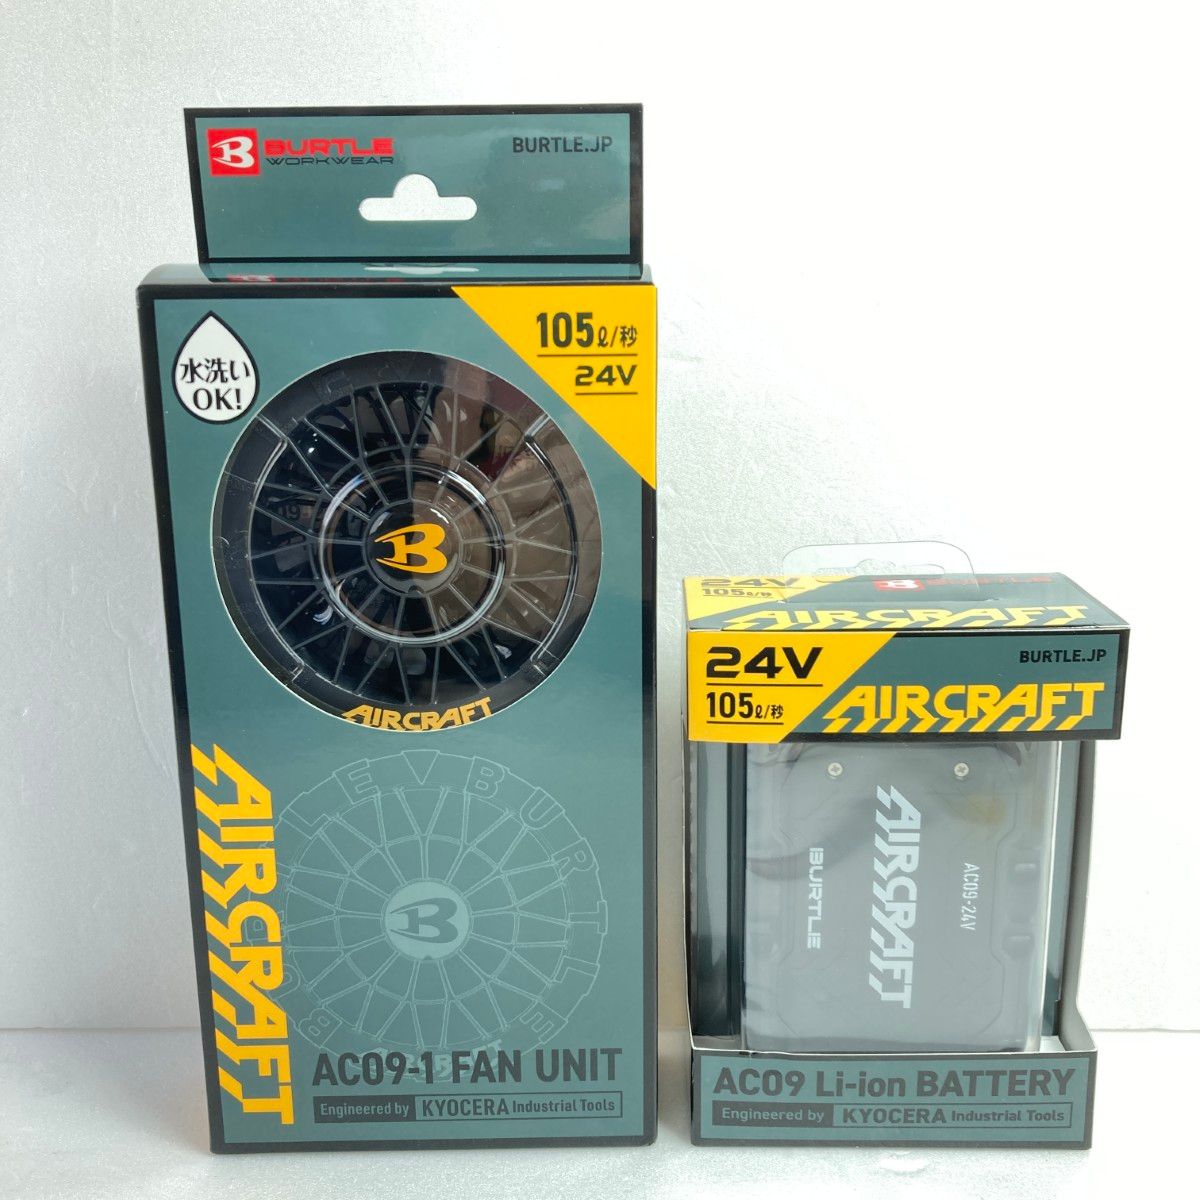 BURTLE
WORKWEAR
BURTLE.JP
水洗い
OK!
105ℓ/秒
24V
B
AIRCRAFT
AIRCRAFT
BURTLE
B
AC09-1 FAN UNIT
Engineered by KYOCERA Industrial Tools
24V
105ℓ/秒
BURTLE
AIRCRAFT
24V
105ℓ/秒
BURTLE.JP
AIRCRAFT
BURTLE
AIRCRAFT
AC09-24V
AC09 Li-ion BATTERY
Engineered by KYOCERA Industrial Tools